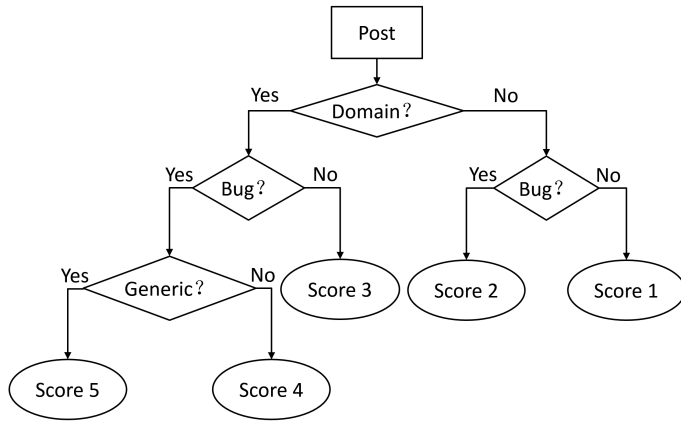 Post
Yes
No
Domain？
Yes
No
Yes
No
Bug？
Bug？
Yes
No
Generic？
Score 3
Score 2
Score 1
Score 5
Score 4